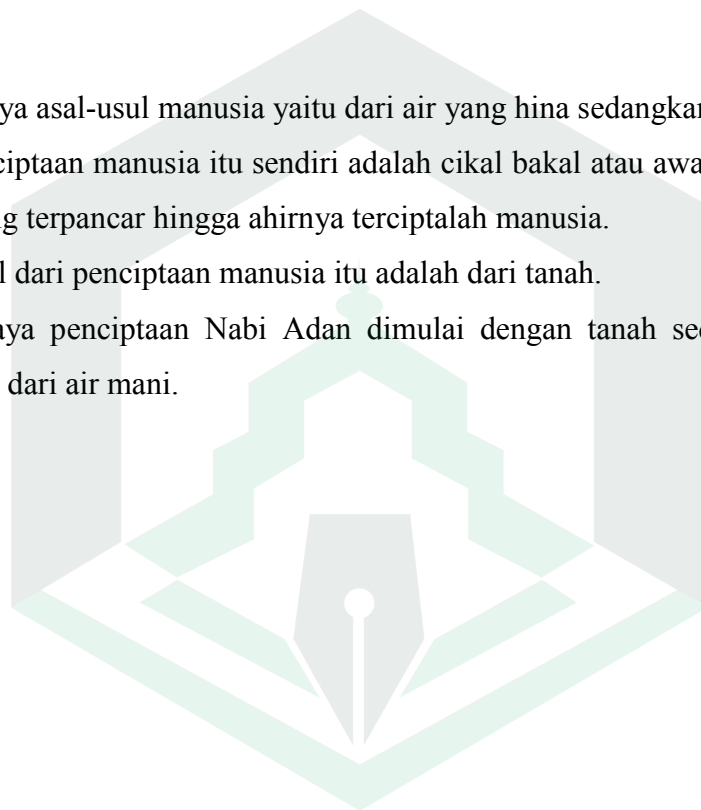 ya asal-usul manusia yaitu dari air yang hina sedangkan
ciptaan manusia itu sendiri adalah cikal bakal atau awa
g terpancar hingga ahirnya terciptalah manusia.
l dari penciptaan manusia itu adalah dari tanah.
aya penciptaan Nabi Adan dimulai dengan tanah sed
dari air mani.